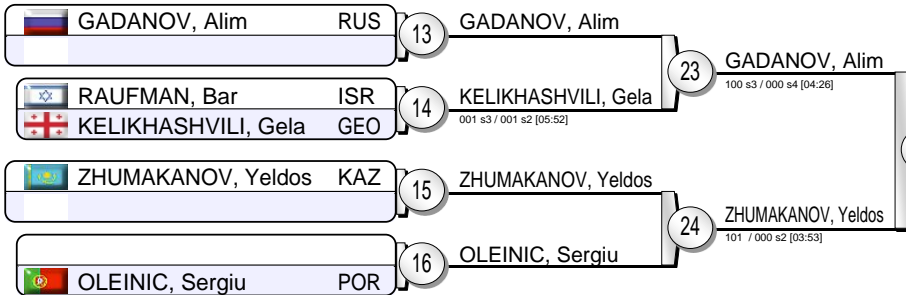 GADANOV, Alim RUS
13
GADANOV, Alim
23
GADANOV, Alim
100 s3 / 000 s4 [04:26]
RAUFMAN, Bar ISR
KELIKHASHVILI, Gela GEO
14
KELIKHASHVILI, Gela
001 s3 / 001 s2 [05:52]
ZHUMAKANOV, Yeldos KAZ
15
ZHUMAKANOV, Yeldos
24
ZHUMAKANOV, Yeldos
101 / 000 s2 [03:53]
OLEINIC, Sergiu POR
16
OLEINIC, Sergiu